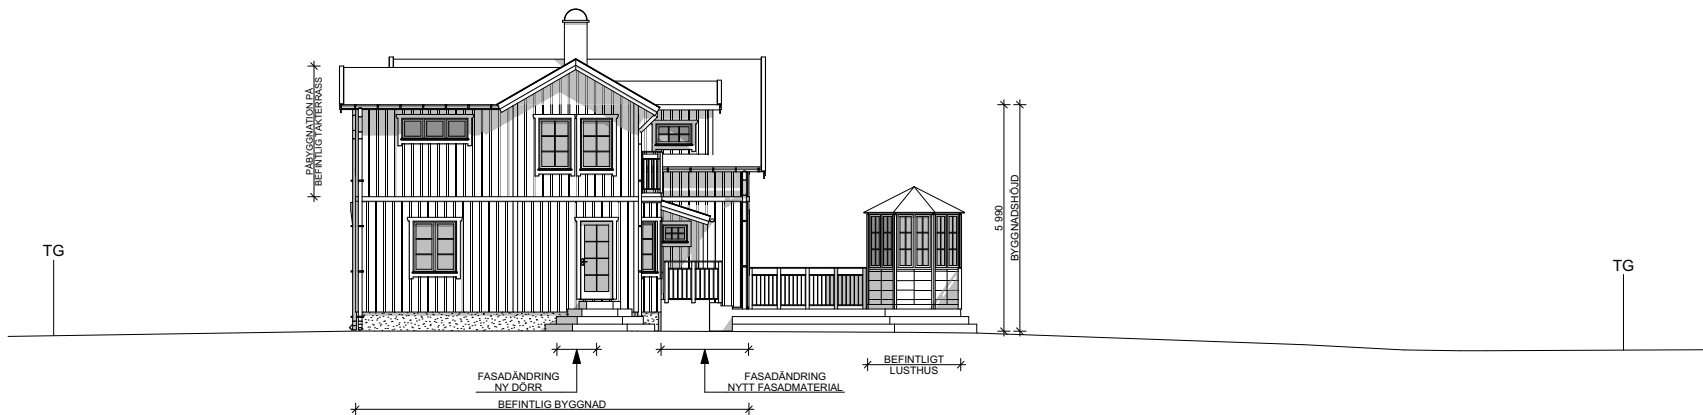 PÅBYGGNATION PÅ
BEFINTLIG TAKTERRASS
5 990
BYGGNADSHÖJD
TG
TG
BEFINTLIGT
LUSTHUS
FASADÄNDRING
NY DÖRR
FASADÄNDRING
NYTT FASADMATERIAL
BEFINTLIG BYGGNAD